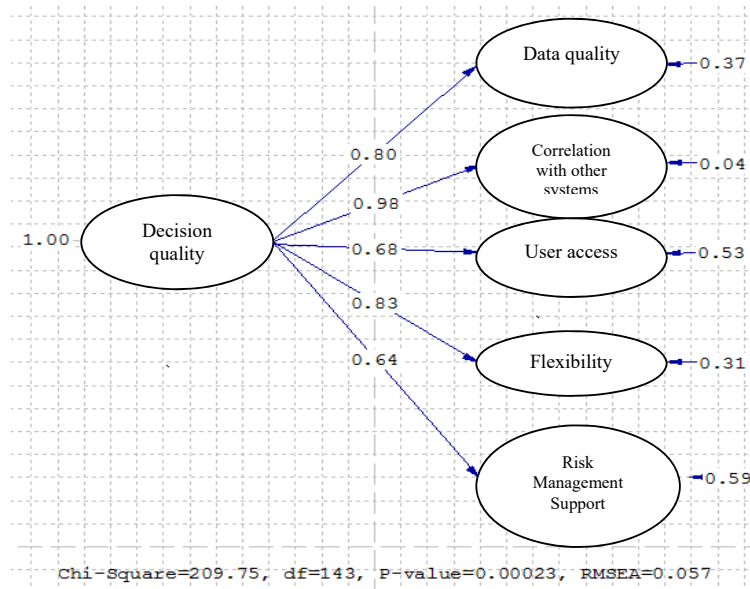 Data quality
0.37
0.80
Correlation
with other
systems
0.04
0.98
Decision
quality
1.00
User access
0.53
0.68
0.83
Flexibility
0.31
0.64
Risk
Management
Support
0.59
Chi-Square=209.75, df=143, P-value=0.00023, RMSEA=0.057